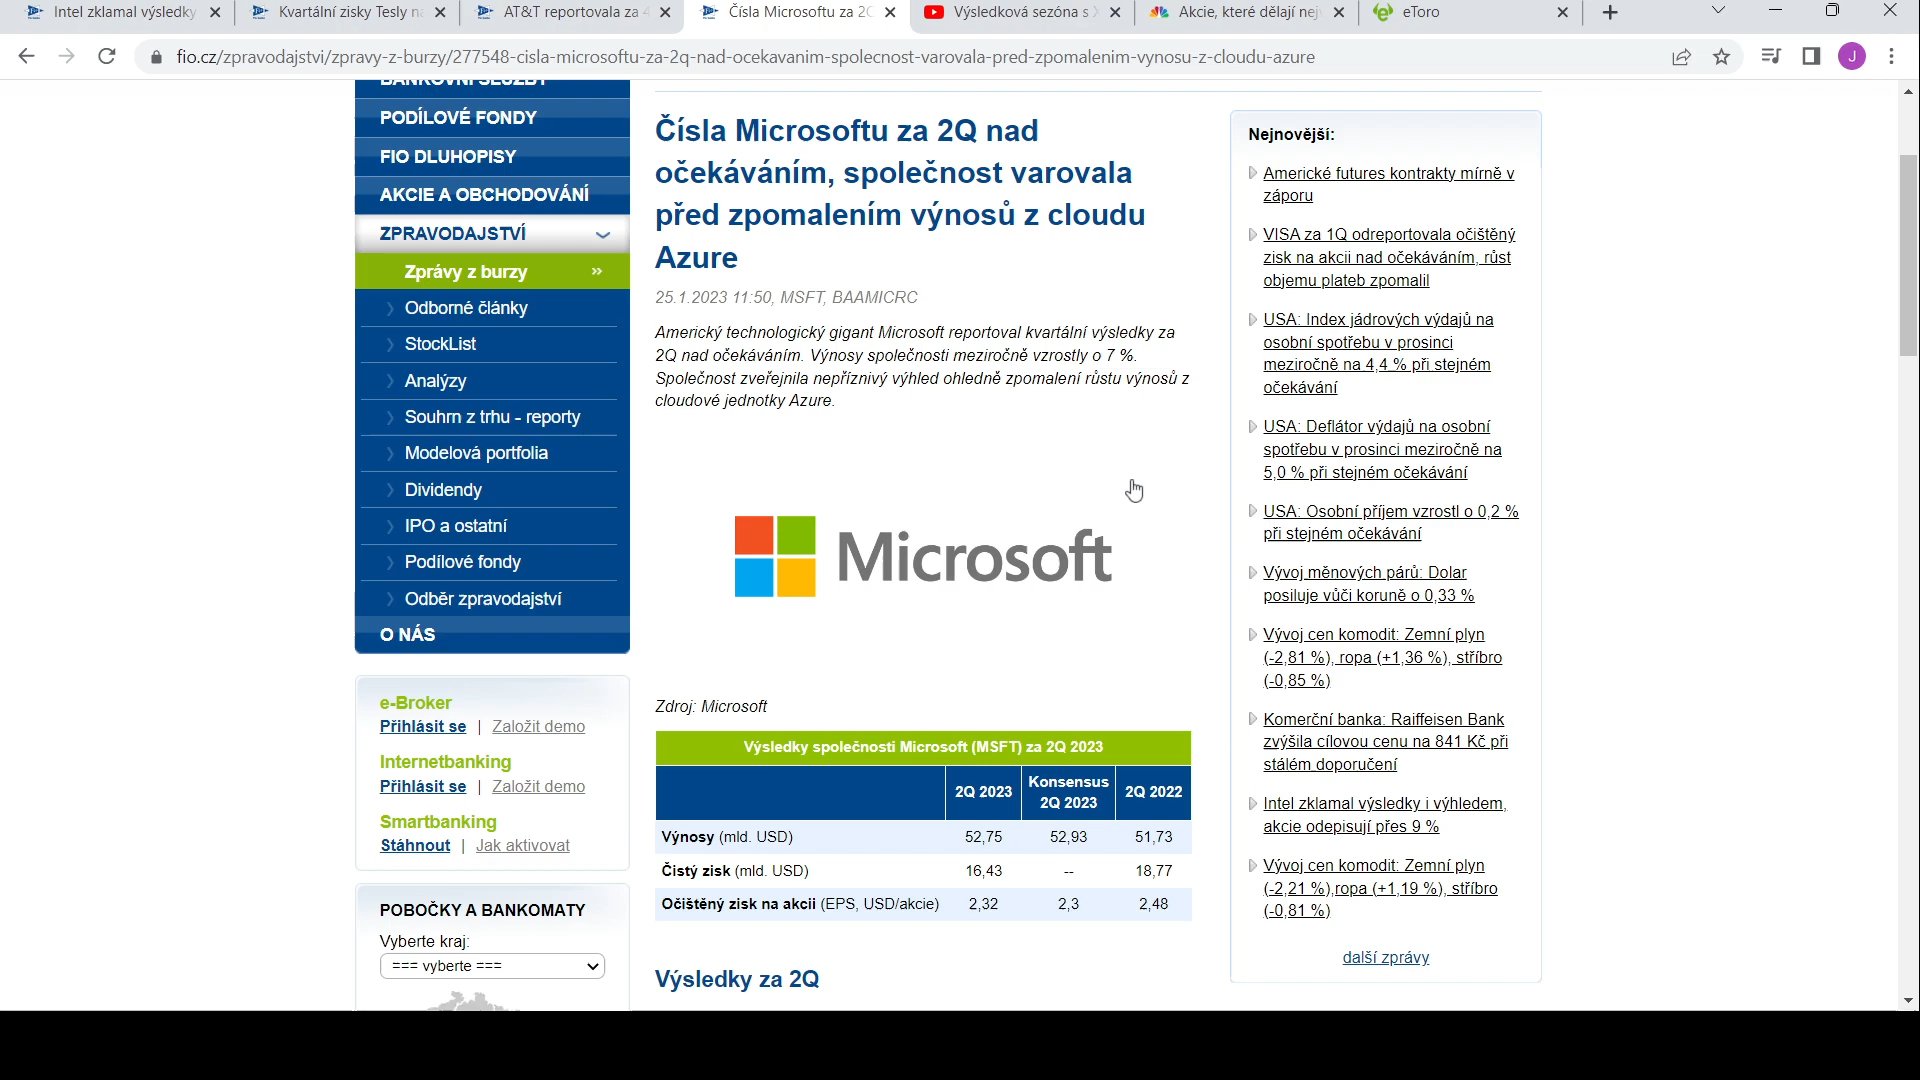 Intel zklamal výsledky
Kvartální zisky Tesly n
AT&T reportovala za 4
Čísla Microsoftu za 2Q
Výsledková sezóna s
Akcie, které dělají nej
eToro
fio.cz/zpravodajstvi/zpravy-z-burzy/277548-cisla-microsoftu-za-2q-nad-ocekavanim-spolecnost-varovala-pred-zpomalenim-vynosu-z-cloudu-azure
J
BANKOVNÍ SLUŽBY
PODÍLOVÉ FONDY
FIO DLUHOPISY
AKCIE A OBCHODOVÁNÍ
ZPRAVODAJSTVÍ
Zprávy z burzy
Odborné články
StockList
Analýzy
Souhrn z trhu - reporty
Modelová portfolia
Dividendy
IPO a ostatní
Podílové fondy
Odběr zpravodajství
O NÁS
e-Broker
Přihlásit se | Založit demo
Internetbanking
Přihlásit se | Založit demo
Smartbanking
Stáhnout | Jak aktivovat
POBOČKY A BANKOMATY
Vyberte kraj:
=== vyberte ===
Čísla Microsoftu za 2Q nad
očekáváním, společnost varovala
před zpomalením výnosů z cloudu
Azure
25.1.2023 11:50, MSFT, BAAMICRC
Americký technologický gigant Microsoft reportoval kvartální výsledky za
2Q nad očekáváním. Výnosy společnosti meziročně vzrostly o 7 %.
Společnost zveřejnila nepříznivý výhled ohledně zpomalení růstu výnosů z
cloudové jednotky Azure.
Microsoft
Zdroj: Microsoft
Výsledky společnosti Microsoft (MSFT) za 2Q 2023
2Q 2023 Konsensus 2Q 2022
2Q 2023
Výnosy (mld. USD) 52,75 52,93 51,73
Čistý zisk (mld. USD) 16,43 -- 18,77
Očištěný zisk na akcii (EPS, USD/akcie) 2,32 2,3 2,48
Výsledky za 2Q
Nejnovější:
Americké futures kontrakty mírně v
záporu
VISA za 1Q odreportovala očištěný
zisk na akcii nad očekáváním, růst
objemu plateb zpomalil
USA: Index jádrových výdajů na
osobní spotřebu v prosinci
meziročně na 4,4 % při stejném
očekávání
USA: Deflátor výdajů na osobní
spotřebu v prosinci meziročně na
5,0 % při stejném očekávání
USA: Osobní příjem vzrostl o 0,2 %
při stejném očekávání
Vývoj měnových párů: Dolar
posiluje vůči koruně o 0,33 %
Vývoj cen komodit: Zemní plyn
(-2,81 %), ropa (+1,36 %), stříbro
(-0,85 %)
Komerční banka: Raiffeisen Bank
zvýšila cílovou cenu na 841 Kč při
stálém doporučení
Intel zklamal výsledky i výhledem,
akcie odepisují přes 9 %
Vývoj cen komodit: Zemní plyn
(-2,21 %),ropa (+1,19 %), stříbro
(-0,81 %)
další zprávy